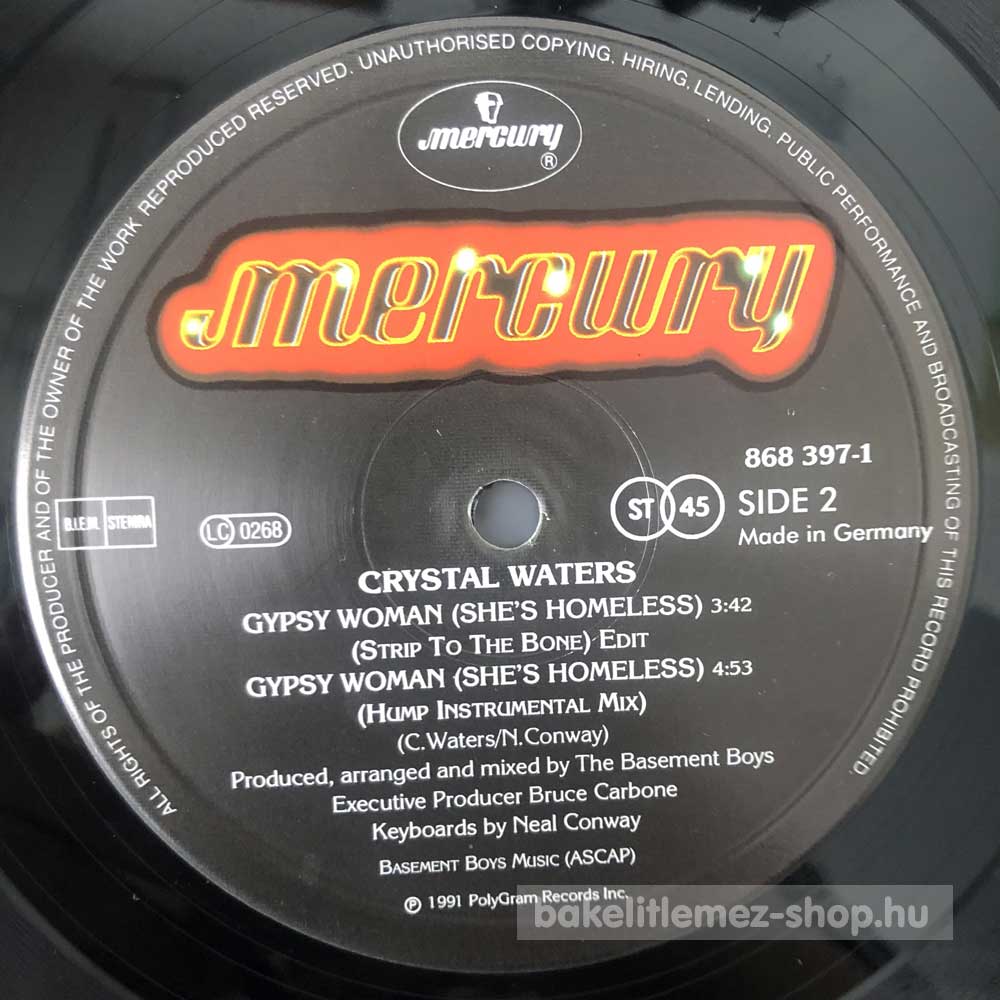 ALL RIGHTS OF THE PRODUCER AND OF THE OWNER OF THE WORK REPRODUCED RESERVED. UNAUTHORISED COPYING, HIRING, LENDING, PUBLIC PERFORMANCE AND BROADCASTING OF THIS RECORD PROHIBITED.
mercury
®
mercury
868 397-1
ST 45 SIDE 2
Made in Germany
B.I.E.M. STEMRA
LC 0268
CRYSTAL WATERS
GYPSY WOMAN (SHE'S HOMELESS) 3:42
(STRIP TO THE BONE) EDIT
GYPSY WOMAN (SHE'S HOMELESS) 4:53
(HUMP INSTRUMENTAL MIX)
(C.Waters/N.Conway)
Produced, arranged and mixed by The Basement Boys
Executive Producer Bruce Carbone
Keyboards by Neal Conway
BASEMENT BOYS MUSIC (ASCAP)
℗ 1991 PolyGram Records Inc.
bakelitlemez-shop.hu